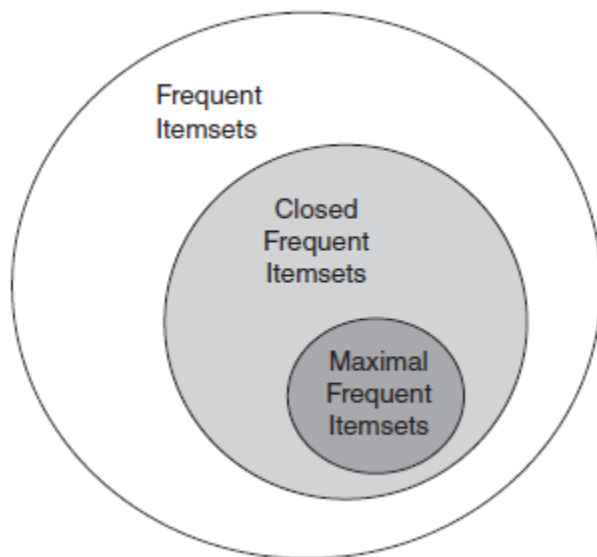 Frequent
Itemsets
Closed
Frequent
Itemsets
Maximal
Frequent
Itemsets